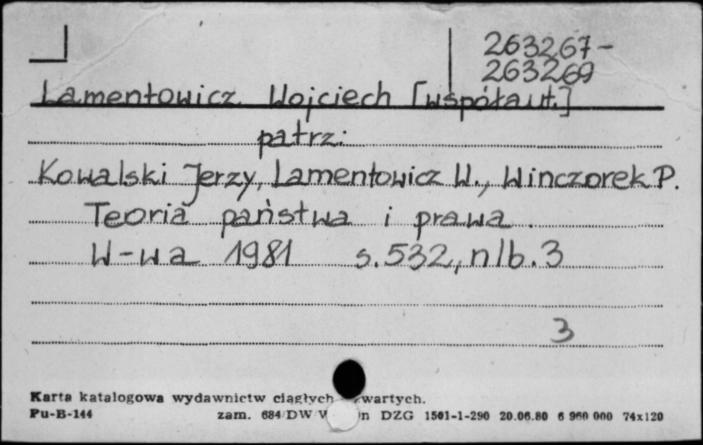 263267-
263269
Lamentowicz Wojciech [współaut.]
patrz:
Kowalski Jerzy, Lamentowicz W., Winczorek P.
Teoria państwa i prawa.
W-wa 1981 s.532, nlb.3
3
Karta katalogowa wydawnictw ciągłych
Pu-B-144 zam. 684/DW/V DZG 1501-1-290 20.06.80 6 960 000 74x120